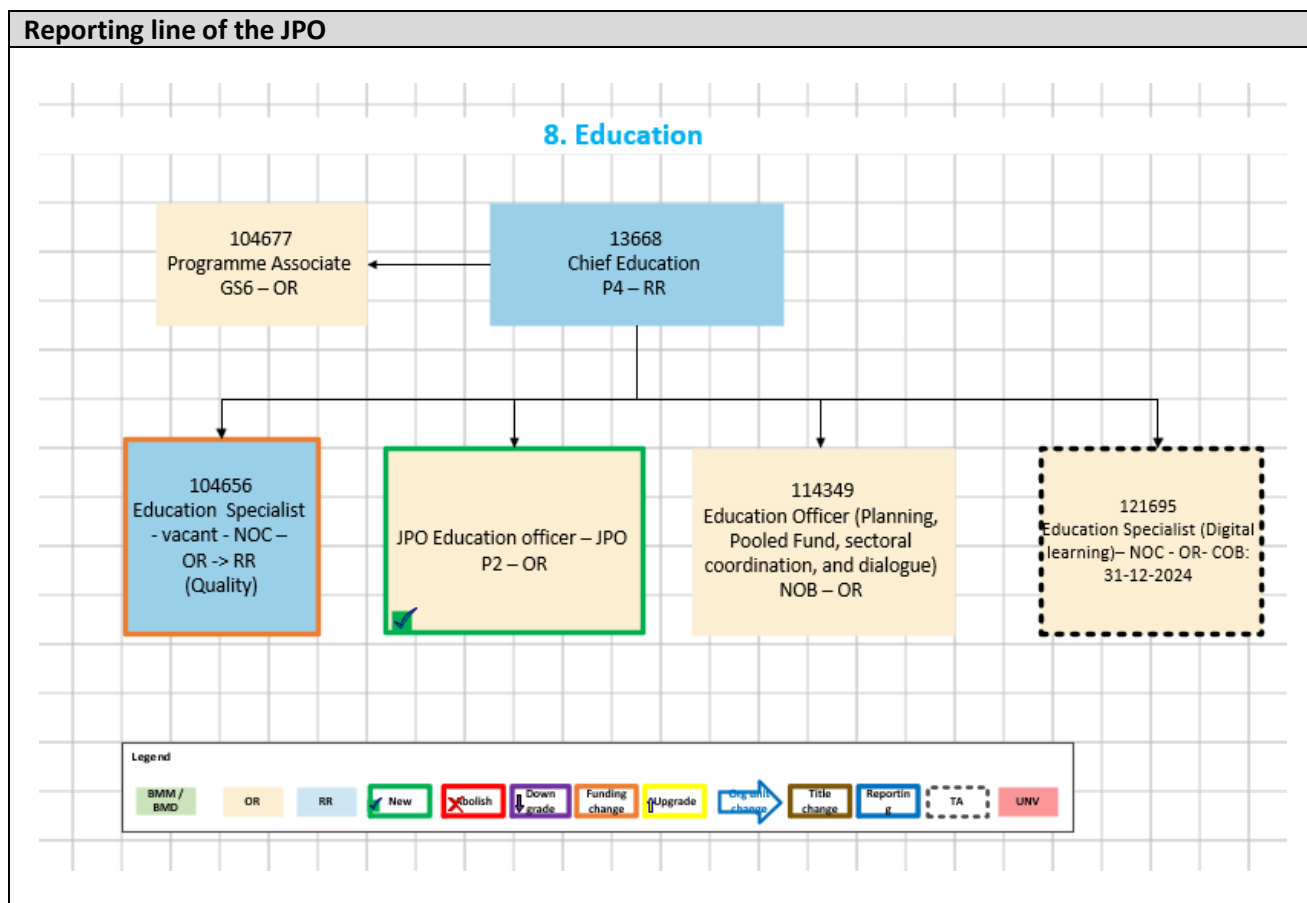 Reporting line of the JPO
8. Education
104677
Programme Associate
GS6 – OR
13668
Chief Education
P4 – RR
104656
Education Specialist
- vacant - NOC –
OR -> RR
(Quality)
JPO Education officer – JPO
P2 – OR
114349
Education Officer (Planning,
Pooled Fund, sectoral
coordination, and dialogue)
NOB – OR
121695
Education Specialist (Digital
learning)– NOC - OR- COB:
31-12-2024
Legend
BMM /
BMD
OR
RR
New
Abolish
Down
grade
Funding
change
Upgrade
Org unit
change
Title
change
Reportin
g
TA
UNV